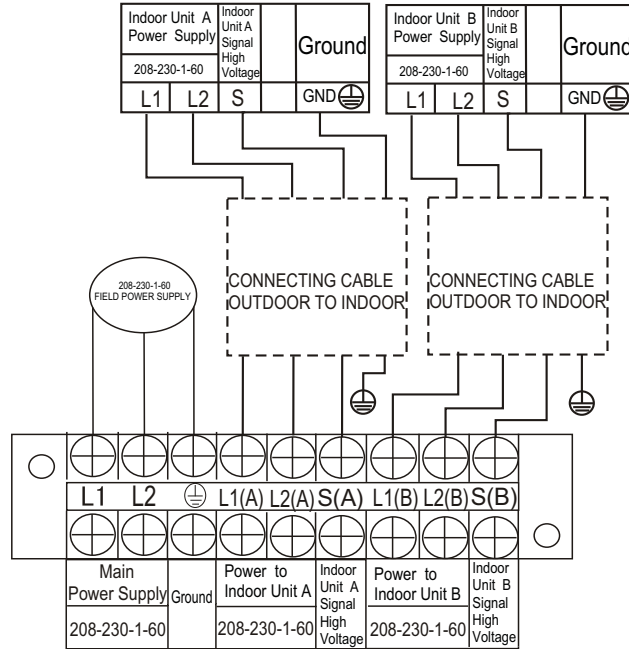 Indoor Unit A
Power Supply
208-230-1-60
Indoor
Unit A
Signal
High
Voltage
Ground
L1 L2 S GND
Indoor Unit B
Power Supply
208-230-1-60
Indoor
Unit B
Signal
High
Voltage
Ground
L1 L2 S GND
208-230-1-60
FIELD POWER SUPPLY
CONNECTING CABLE
OUTDOOR TO INDOOR
CONNECTING CABLE
OUTDOOR TO INDOOR
L1 L2 L1(A) L2(A) S(A) L1(B) L2(B) S(B)
Main
Power Supply
208-230-1-60
Ground
Power to
Indoor Unit A
208-230-1-60
Indoor
Unit A
Signal
High
Voltage
Power to
Indoor Unit B
208-230-1-60
Indoor
Unit B
Signal
High
Voltage